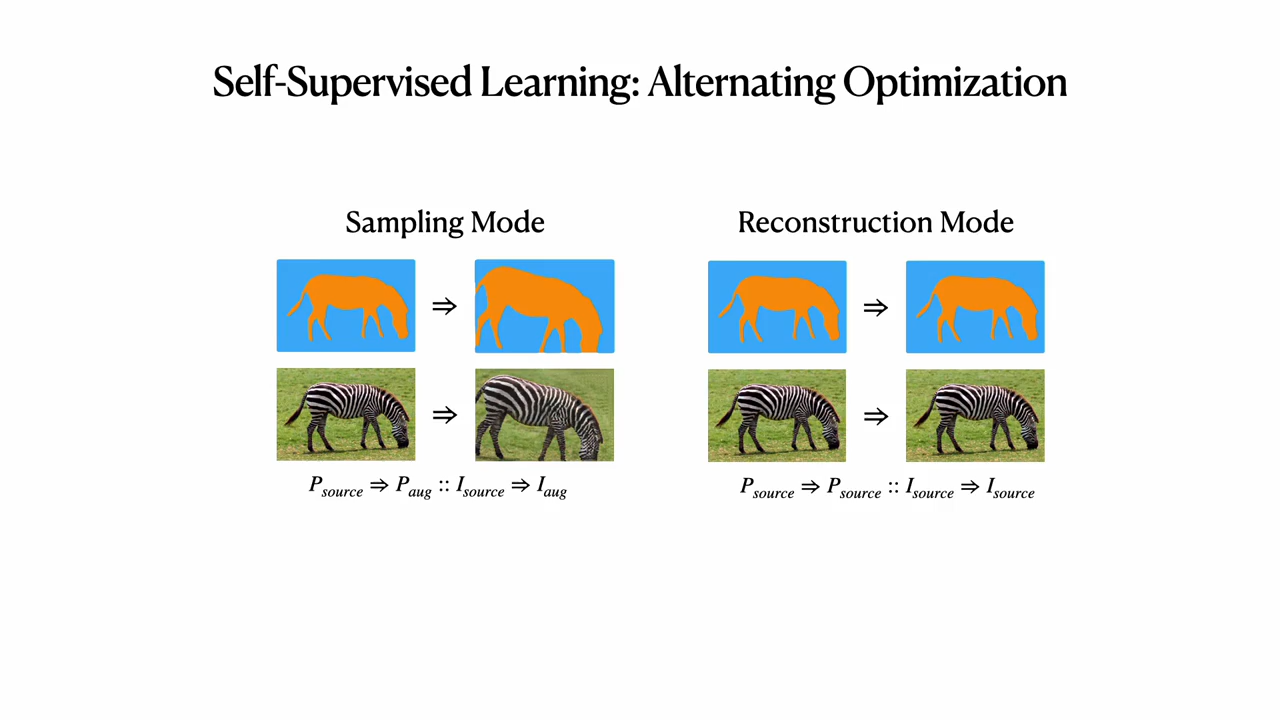 Self-Supervised Learning: Alternating Optimization
Sampling Mode
⇒
⇒
P_source ⇒ P_aug :: I_source ⇒ I_aug
Reconstruction Mode
⇒
⇒
P_source ⇒ P_source :: I_source ⇒ I_source